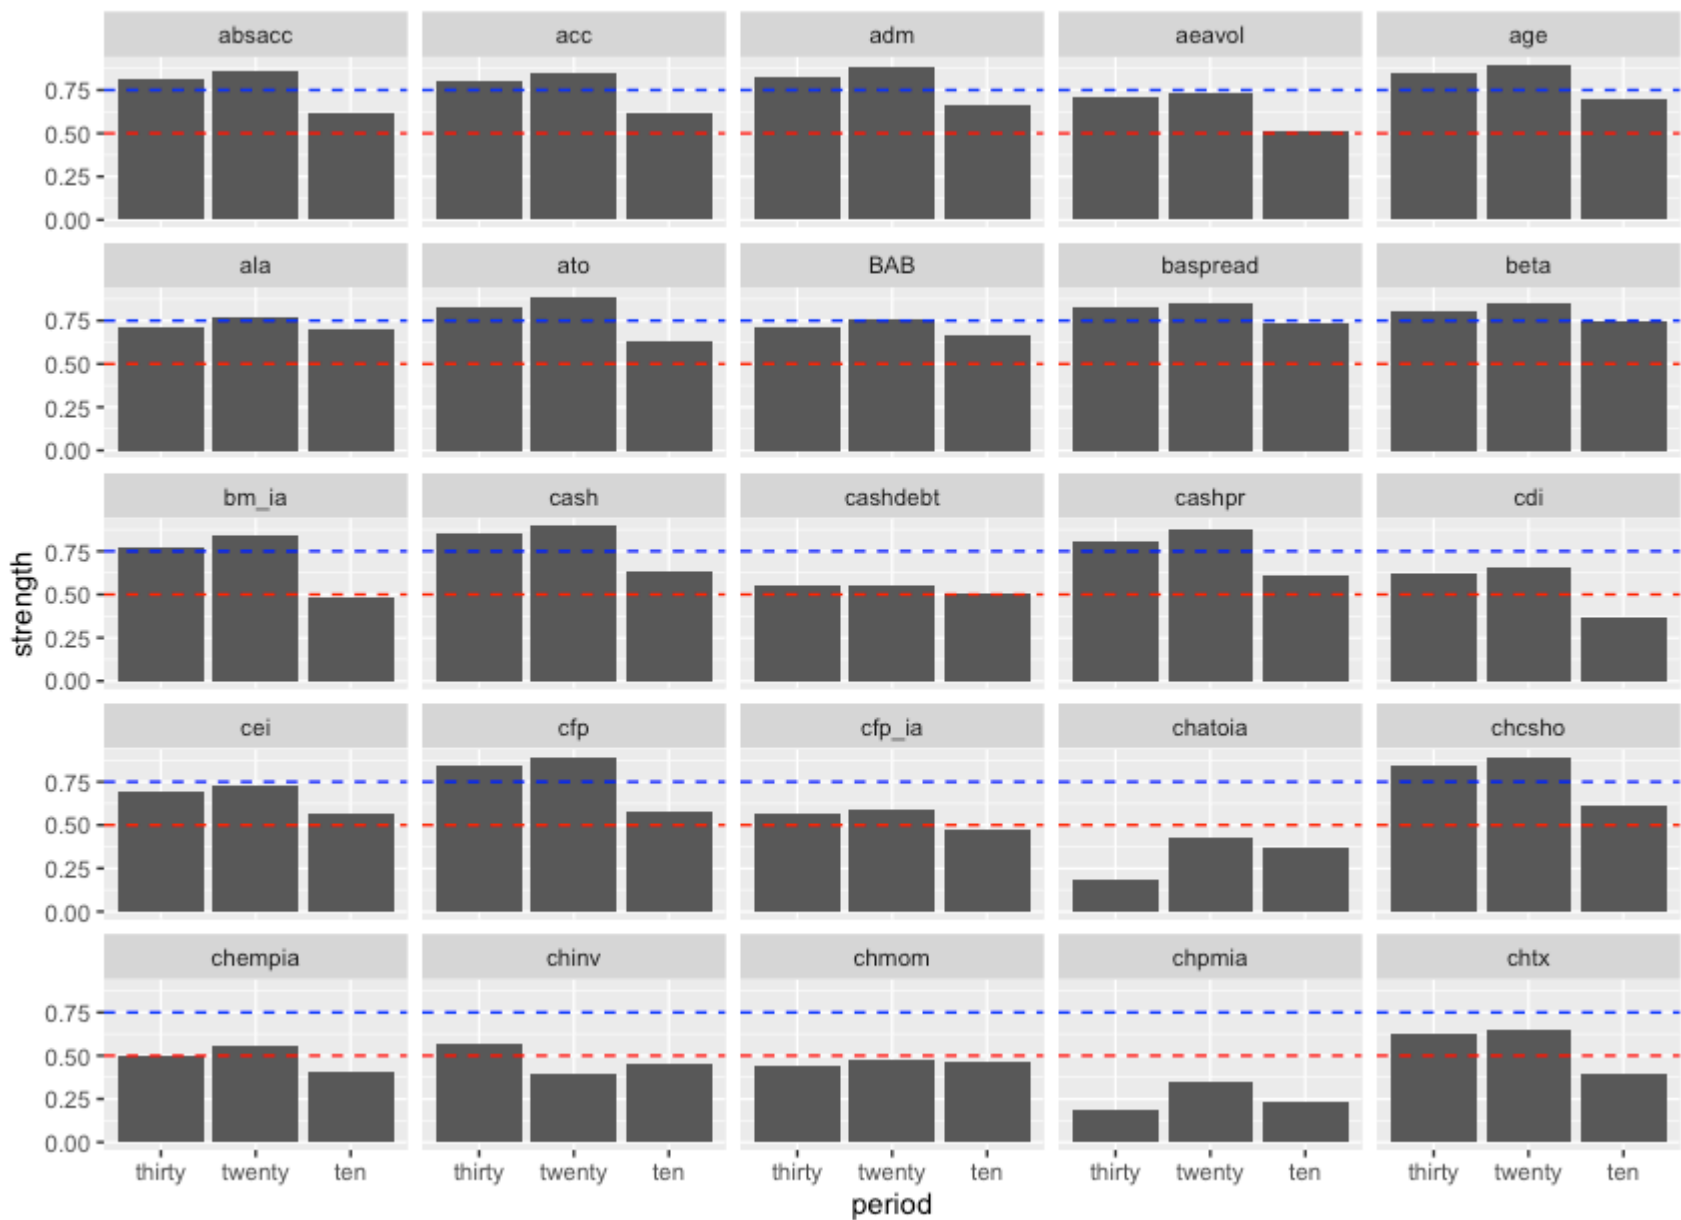 absacc acc adm aeavol age
0.75
0.50
0.25
0.00
ala ato BAB baspread beta
0.75
0.50
0.25
0.00
bm_ia cash cashdebt cashpr cdi
0.75
0.50
0.25
0.00
strength
cei cfp cfp_ia chatoia chcsho
0.75
0.50
0.25
0.00
chempia chinv chmom chpmia chtx
0.75
0.50
0.25
0.00
thirty twenty ten thirty twenty ten thirty twenty ten thirty twenty ten thirty twenty ten
period